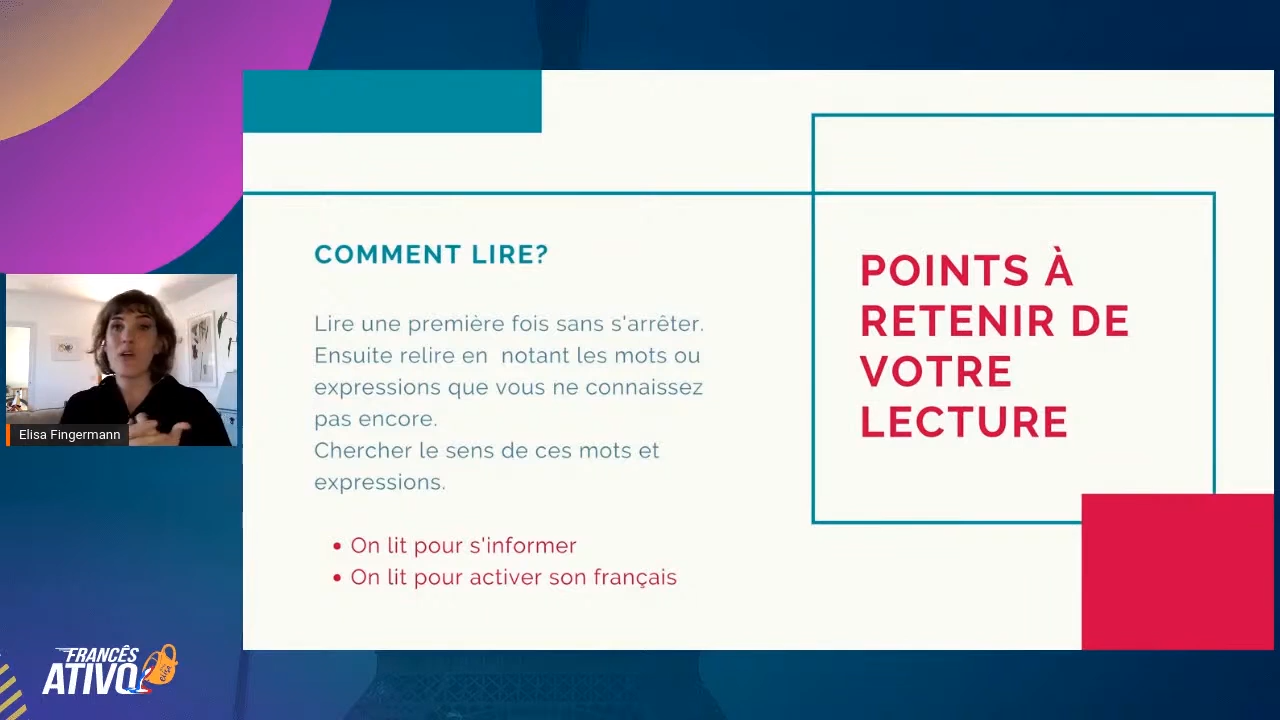 COMMENT LIRE?
Lire une première fois sans s'arrêter.
Ensuite relire en  notant les mots ou
expressions que vous ne connaissez
pas encore.
Chercher le sens de ces mots et
expressions.
• On lit pour s'informer
• On lit pour activer son français
POINTS À
RETENIR DE
VOTRE
LECTURE
Elisa Fingermann
FRANCÊS
ATIVO
ELISA